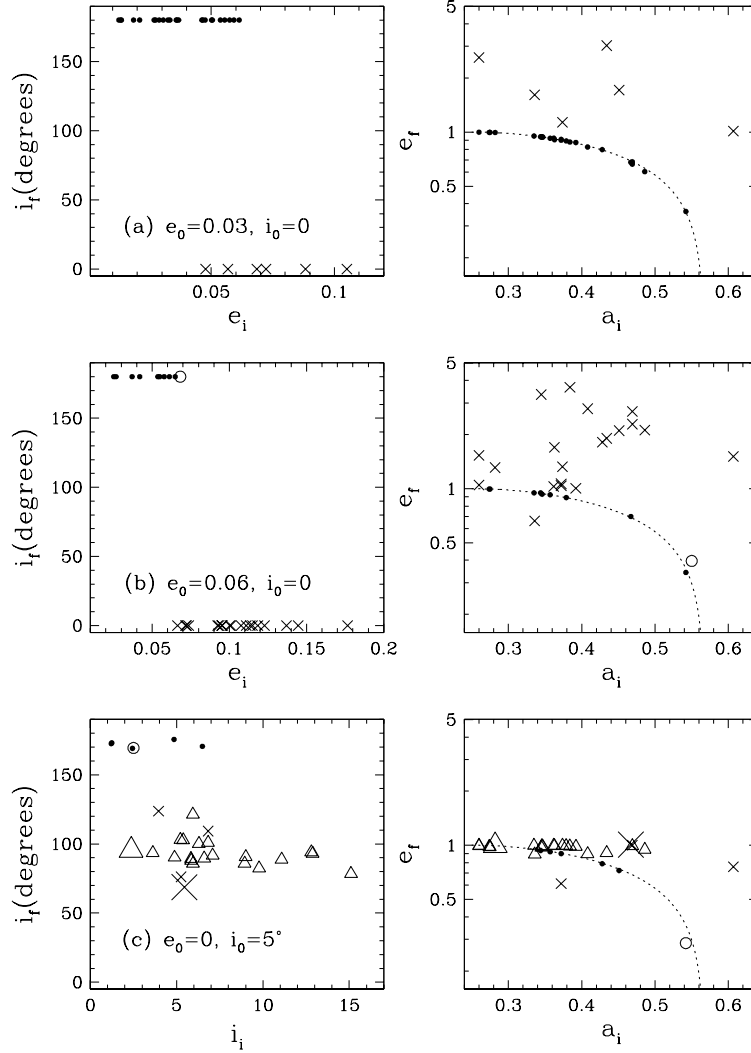 150
100
50
0
i_f(degrees)
(a) e_0=0.03, i_0=0
0.05
0.1
e_i
5
1
0.5
e_f
0.3
0.4
0.5
0.6
a_i
150
100
50
0
i_f(degrees)
(b) e_0=0.06, i_0=0
0.05
0.1
0.15
0.2
e_i
5
1
0.5
e_f
0.3
0.4
0.5
0.6
a_i
150
100
50
0
i_f(degrees)
(c) e_0=0, i_0=5°
0
5
10
15
i_i
5
1
0.5
e_f
0.3
0.4
0.5
0.6
a_i